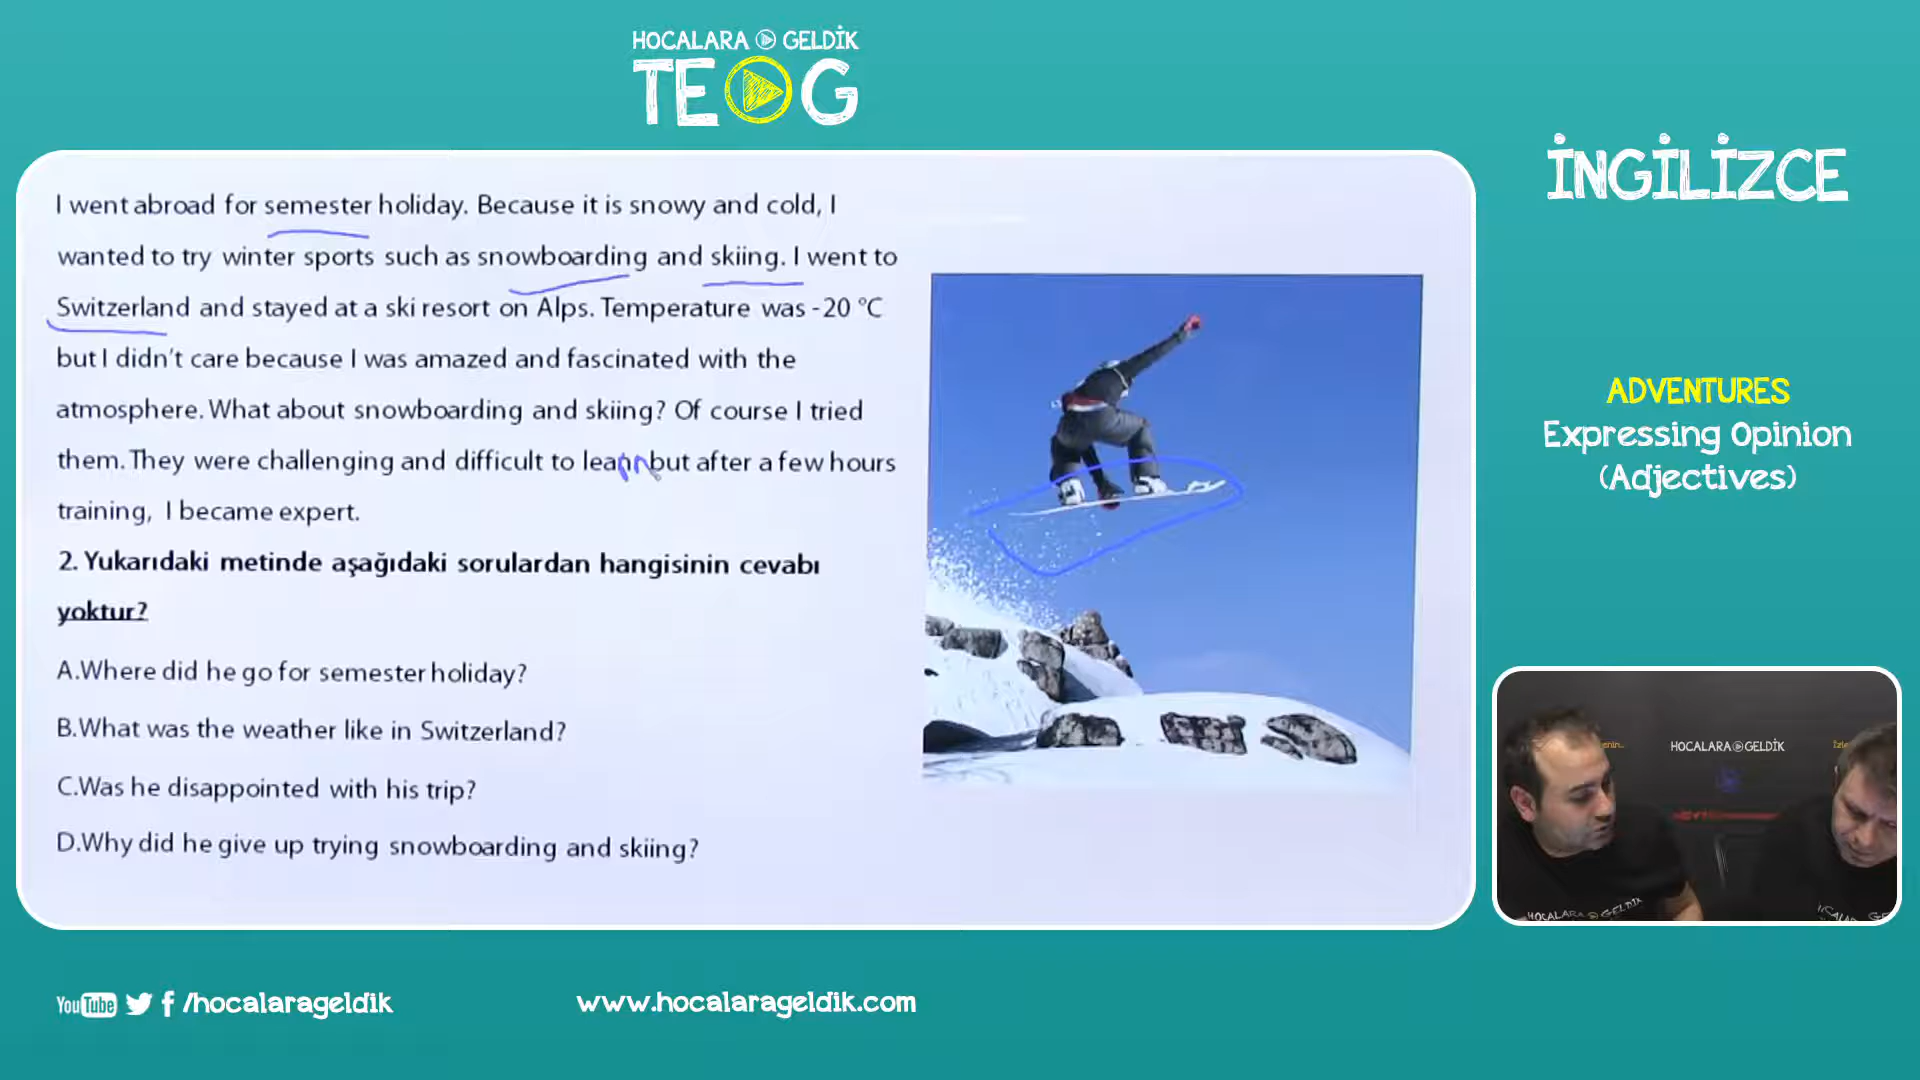 HOCALARA GELDİK
TEOG
İNGİLİZCE
I went abroad for semester holiday. Because it is snowy and cold, I
wanted to try winter sports such as snowboarding and skiing. I went to
Switzerland and stayed at a ski resort on Alps. Temperature was -20 °C
but I didn't care because I was amazed and fascinated with the
atmosphere. What about snowboarding and skiing? Of course I tried
them. They were challenging and difficult to learn but after a few hours
training, I became expert.
2. Yukarıdaki metinde aşağıdaki sorulardan hangisinin cevabı
yoktur?
A.Where did he go for semester holiday?
B.What was the weather like in Switzerland?
C.Was he disappointed with his trip?
D.Why did he give up trying snowboarding and skiing?
ADVENTURES
Expressing Opinion
(Adjectives)
HOCALARA GELDİK
HOCALARA GELDİK
YouTube /hocalarageldik
www.hocalarageldik.com